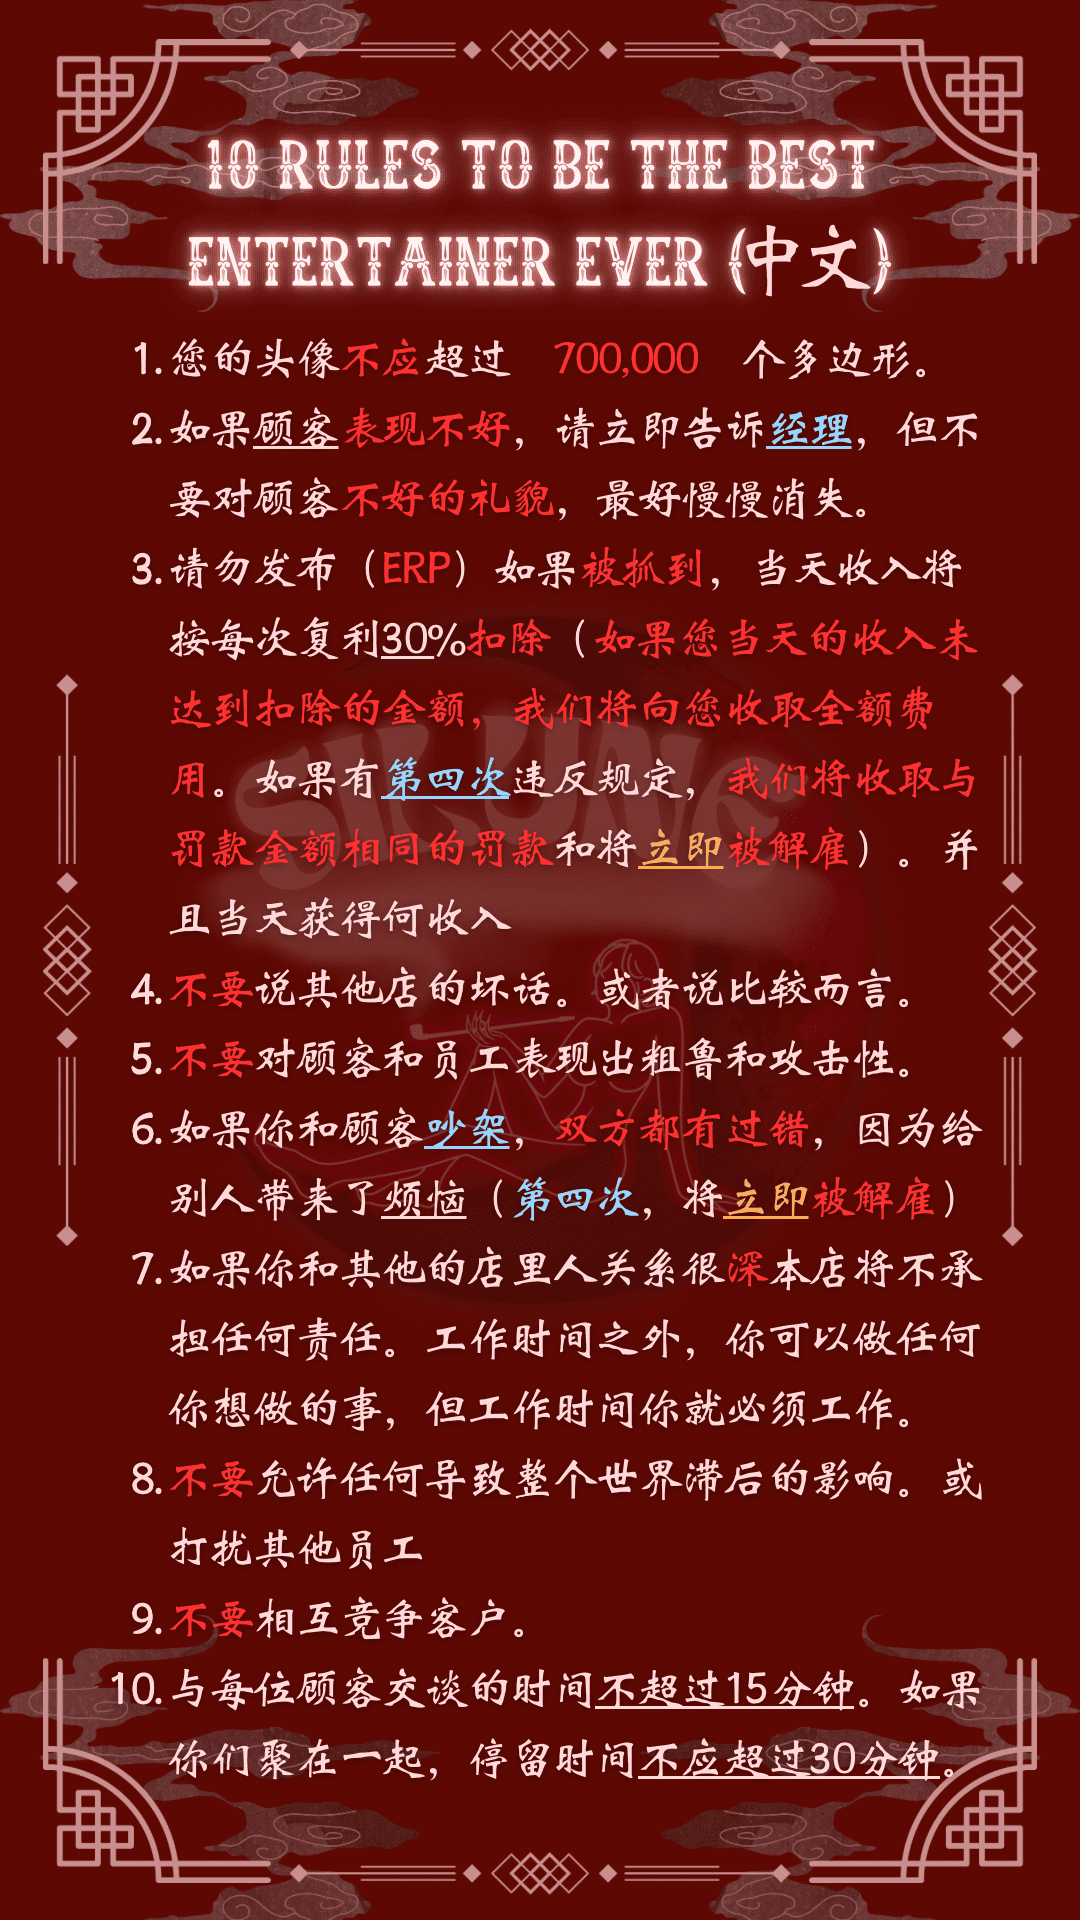 10 RULES TO BE THE BEST
ENTERTAINER EVER (中文)
1. 您的头像不应超过 700,000 个多边形。
2. 如果顾客表现不好，请立即告诉经理，但不
要对顾客不好的礼貌，最好慢慢消失。
3. 请勿发布（ERP）如果被抓到，当天收入将
按每次复利30%扣除（如果您当天的收入未
达到扣除的金额，我们将向您收取全额费
用。如果有第四次违反规定，我们将收取与
罚款金额相同的罚款和将立即被解雇）。并
且当天获得何收入
4. 不要说其他店的坏话。或者说比较而言。
5. 不要对顾客和员工表现出粗鲁和攻击性。
6. 如果你和顾客吵架，双方都有过错，因为给
别人带来了烦恼（第四次，将立即被解雇）
7. 如果你和其他的店里人关系很深本店将不承
担任何责任。工作时间之外，你可以做任何
你想做的事，但工作时间你就必须工作。
8. 不要允许任何导致整个世界滞后的影响。或
打扰其他员工
9. 不要相互竞争客户。
10. 与每位顾客交谈的时间不超过15分钟。如果
你们聚在一起，停留时间不应超过30分钟。